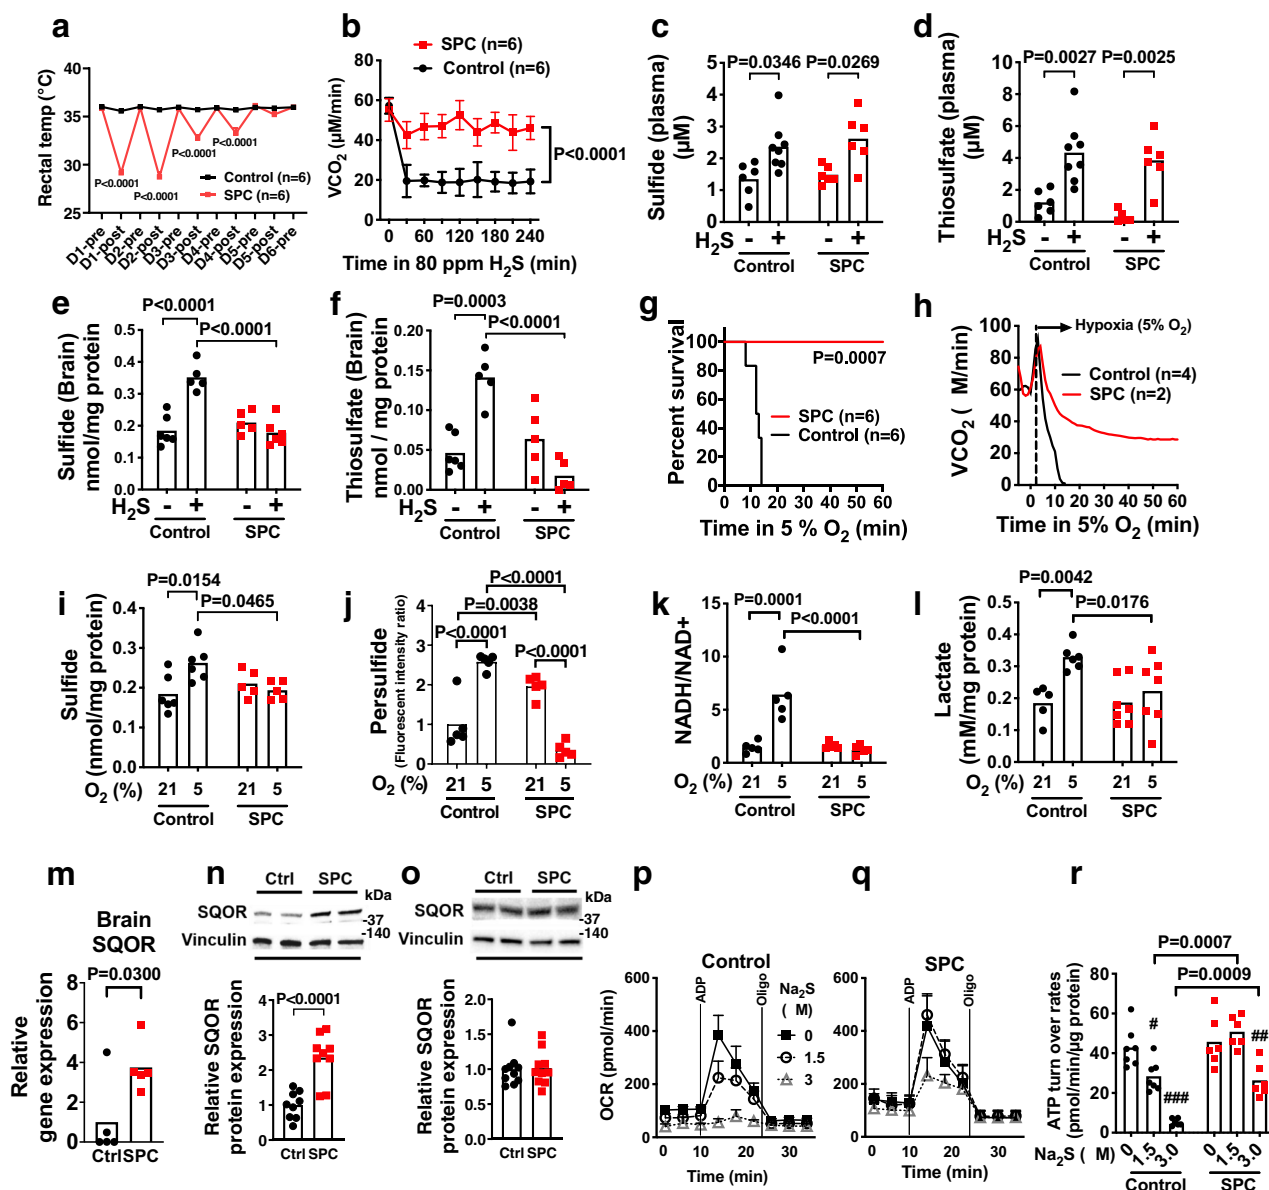 a
Rectal temp (°C)
40
35
30
25
P<0.0001
P<0.0001
P<0.0001
P<0.0001
Control (n=6)
SPC (n=6)
D1-pre
D1-post
D2-pre
D2-post
D3-pre
D3-post
D4-pre
D4-post
D5-pre
D5-post
D6-pre
b
SPC (n=6)
Control (n=6)
VCO2 (µM/min)
80
60
40
20
0
P<0.0001
0 60 120 180 240
Time in 80 ppm H2S (min)
c
P=0.0346 P=0.0269
Sulfide (plasma)
(µM)
5
4
3
2
1
0
H2S - + - +
Control SPC
d
P=0.0027 P=0.0025
Thiosulfate (plasma)
(µM)
10
8
6
4
2
0
H2S - + - +
Control SPC
e
P<0.0001
P<0.0001
Sulfide (Brain)
nmol/mg protein
0.5
0.4
0.3
0.2
0.1
0.0
H2S - + - +
Control SPC
f
P=0.0003
P<0.0001
Thiosulfate (Brain)
nmol / mg protein
0.20
0.15
0.10
0.05
0.00
H2S - + - +
Control SPC
g
Percent survival
100
80
60
40
20
0
P=0.0007
SPC (n=6)
Control (n=6)
0 10 20 30 40 50 60
Time in 5 % O2 (min)
h
Hypoxia (5% O2)
Control (n=4)
SPC (n=2)
VCO2 ( M/min)
100
80
60
40
20
0
0 10 20 30 40 50 60
Time in 5% O2 (min)
i
P=0.0154
P=0.0465
Sulfide
(nmol/mg protein)
0.4
0.3
0.2
0.1
0.0
O2 (%) 21 5 21 5
Control SPC
j
P<0.0001
P=0.0038
P<0.0001
P<0.0001
Persulfide
(Fluorescent intensity ratio)
4
3
2
1
0
O2 (%) 21 5 21 5
Control SPC
k
P=0.0001
P<0.0001
NADH/NAD+
15
10
5
0
O2 (%) 21 5 21 5
Control SPC
l
P=0.0042
P=0.0176
Lactate
(mM/mg protein)
0.5
0.4
0.3
0.2
0.1
0.0
O2 (%) 21 5 21 5
Control SPC
m
Brain
SQOR
P=0.0300
Relative
gene expression
8
6
4
2
0
Ctrl SPC
n
Ctrl SPC
kDa
SQOR
-37
-140
Vinculin
P<0.0001
Relative SQOR
protein expression
4
3
2
1
0
Ctrl SPC
o
Ctrl SPC
kDa
SQOR
-37
-140
Vinculin
Relative SQOR
protein expression
2.0
1.5
1.0
0.5
0.0
Ctrl SPC
p
Control
ADP
Oligo
Na2S
( M)
0
1.5
3
OCR (pmol/min)
600
400
200
0
0 10 20 30
Time (min)
q
SPC
ADP
Oligo
600
400
200
0
0 10 20 30
Time (min)
r
P=0.0007
P=0.0009
ATP turn over rates
(pmol/min/µg protein)
80
60
40
20
0
#
###
##
Na2S ( M) 0 1.5 3.0 0 1.5 3.0
Control SPC